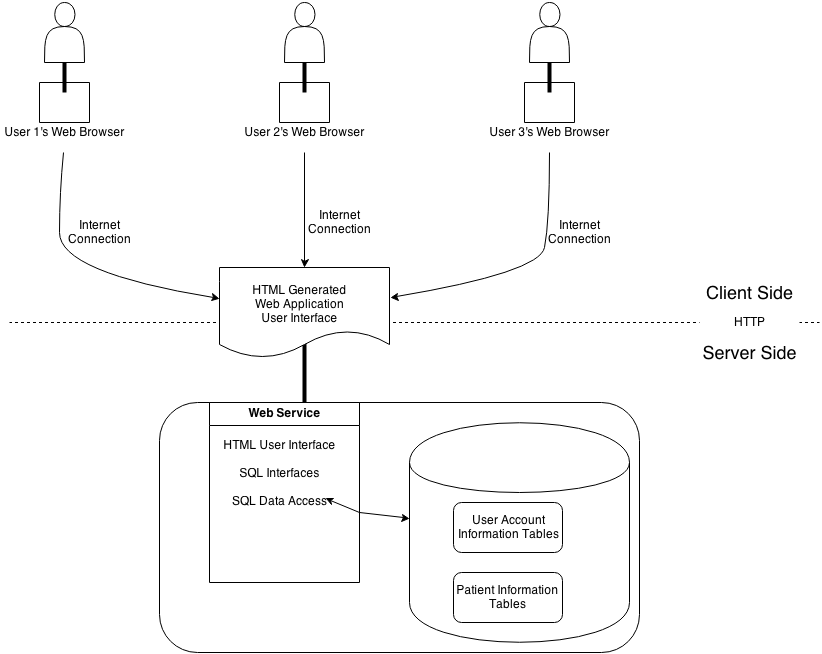 User 1's Web Browser
User 2's Web Browser
User 3's Web Browser
Internet
Connection
Internet
Connection
Internet
Connection
HTML Generated
Web Application
User Interface
Client Side
HTTP
Server Side
Web Service
HTML User Interface
SQL Interfaces
SQL Data Access
User Account
Information Tables
Patient Information
Tables